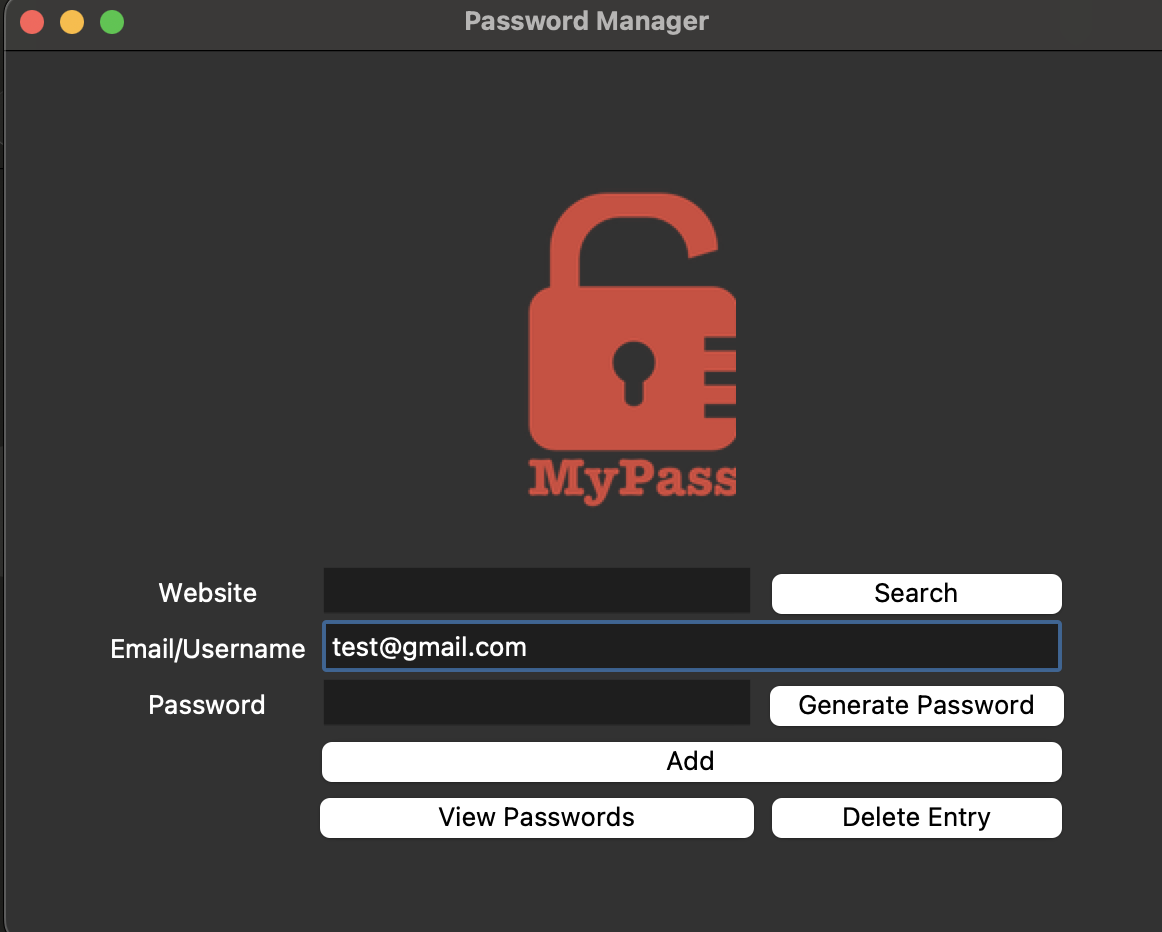 Password Manager
MyPass
Website
Search
Email/Username
test@gmail.com
Password
Generate Password
Add
View Passwords
Delete Entry